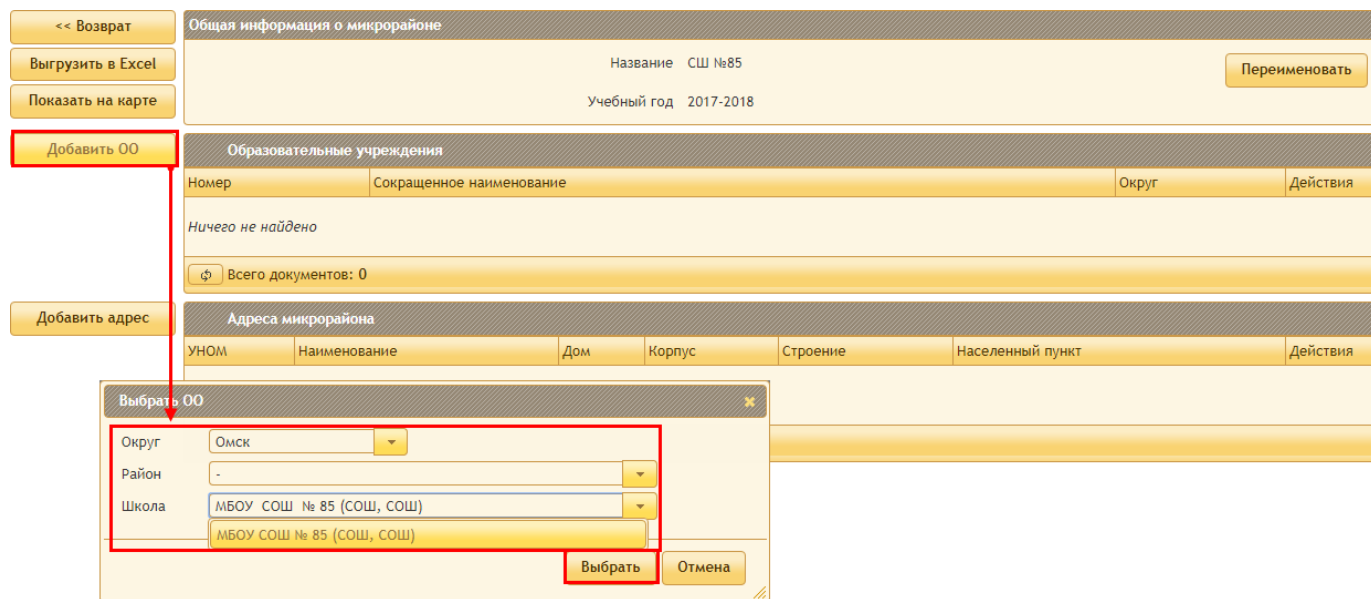 << Возврат
Общая информация о микрорайоне
Выгрузить в Excel
Название СШ №85
Переименовать
Показать на карте
Учебный год 2017-2018
Добавить ОО
Образовательные учреждения
Номер Сокращенное наименование Округ Действия
Ничего не найдено
Всего документов: 0
Добавить адрес
Адреса микрорайона
УНОМ Наименование Дом Корпус Строение Населенный пункт Действия
Выбрать ОО
Округ Омск
Район -
Школа МБОУ СОШ № 85 (СОШ, СОШ)
МБОУ СОШ № 85 (СОШ, СОШ)
Выбрать Отмена